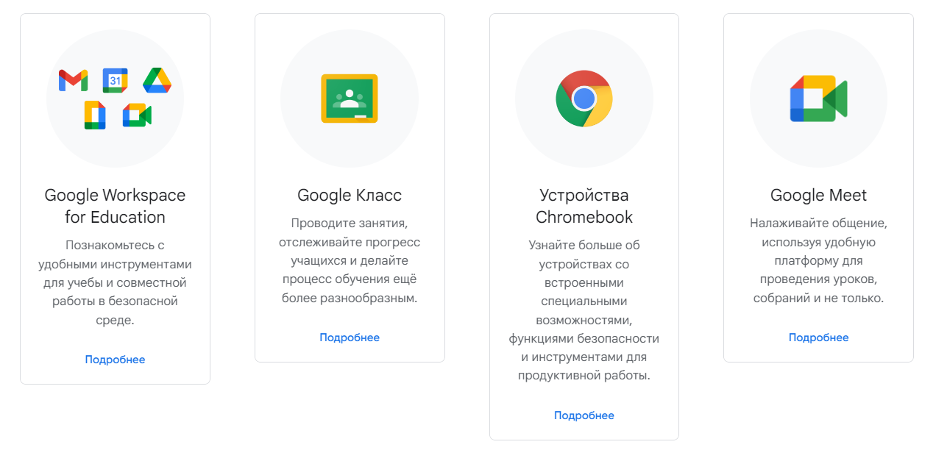 31
Google Workspace
for Education
Познакомьтесь с
удобными инструментами
для учебы и совместной
работы в безопасной
среде.
Подробнее
Google Класс
Проводите занятия,
отслеживайте прогресс
учащихся и делайте
процесс обучения ещё
более разнообразным.
Подробнее
Устройства
Chromebook
Узнайте больше об
устройствах со
встроенными
специальными
возможностями,
функциями безопасности
и инструментами для
продуктивной работы.
Подробнее
Google Meet
Налаживайте общение,
используя удобную
платформу для
проведения уроков,
собраний и не только.
Подробнее